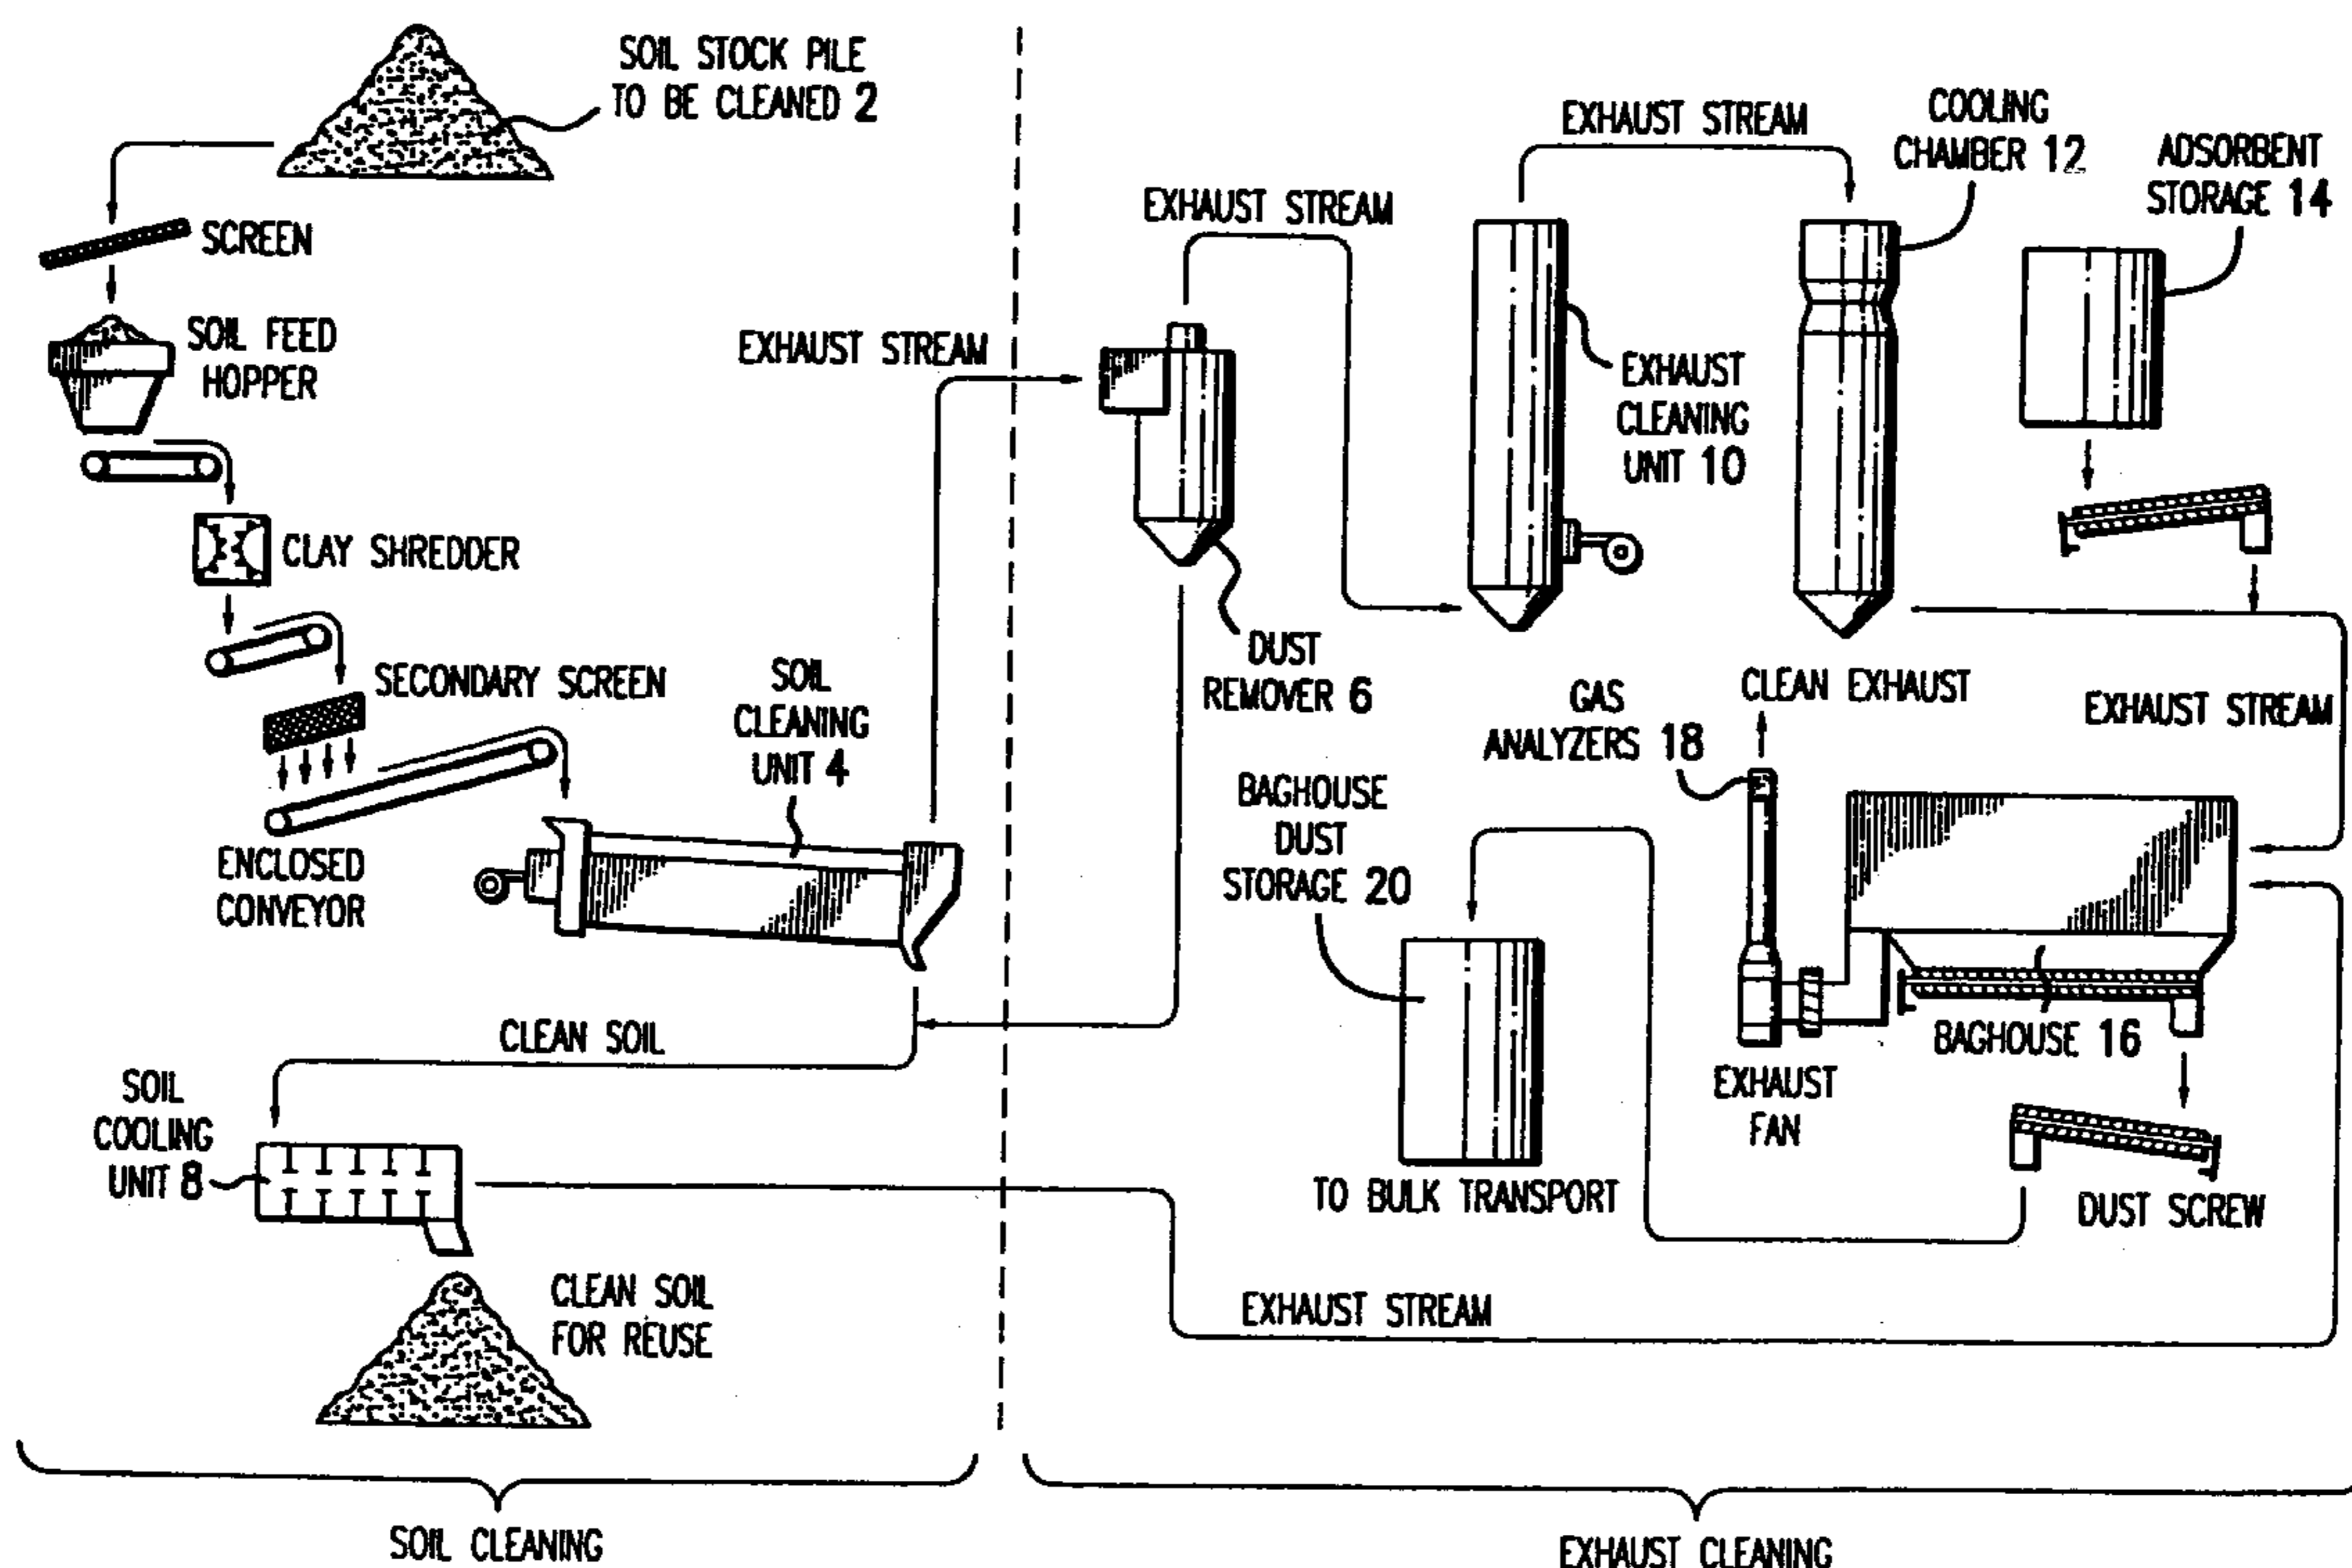 SOIL STOCK PILE
TO BE CLEANED 2
SCREEN
SOIL FEED
HOPPER
CLAY SHREDDER
SECONDARY SCREEN
ENCLOSED
CONVEYOR
SOIL
CLEANING
UNIT 4
CLEAN SOIL
SOIL
COOLING
UNIT 8
CLEAN SOIL
FOR REUSE
SOIL CLEANING
EXHAUST STREAM
EXHAUST STREAM
DUST
REMOVER 6
EXHAUST STREAM
EXHAUST
CLEANING
UNIT 10
COOLING
CHAMBER 12
ADSORBENT
STORAGE 14
EXHAUST STREAM
CLEAN EXHAUST
GAS
ANALYZERS 18
BAGHOUSE
DUST
STORAGE 20
BAGHOUSE 16
EXHAUST
FAN
TO BULK TRANSPORT
DUST SCREW
EXHAUST STREAM
EXHAUST CLEANING